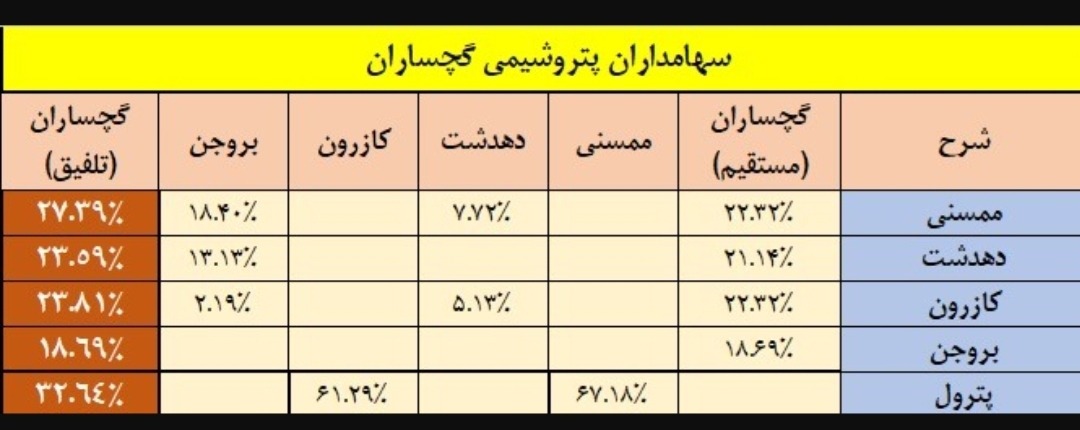 سهامداران پتروشیمی گچساران
شرح گچساران (مستقیم) ممسنی دهدشت کازرون بروجن گچساران (تلفیق)
ممسنی ۲۲.۳۲٪ ۷.۷۲٪ ۱۸.۴۰٪ ۲۷.۳۹٪
دهدشت ۲۱.۱۴٪ ۱۳.۱۳٪ ۲۳.۵۹٪
کازرون ۲۲.۳۲٪ ۵.۱۳٪ ۲.۱۹٪ ۲۳.۸۱٪
بروجن ۱۸.۶۹٪ ۱۸.٦۹٪
پترول ۶۷.۱۸٪ ۶۱.۲۹٪ ۳۲.٦٤٪